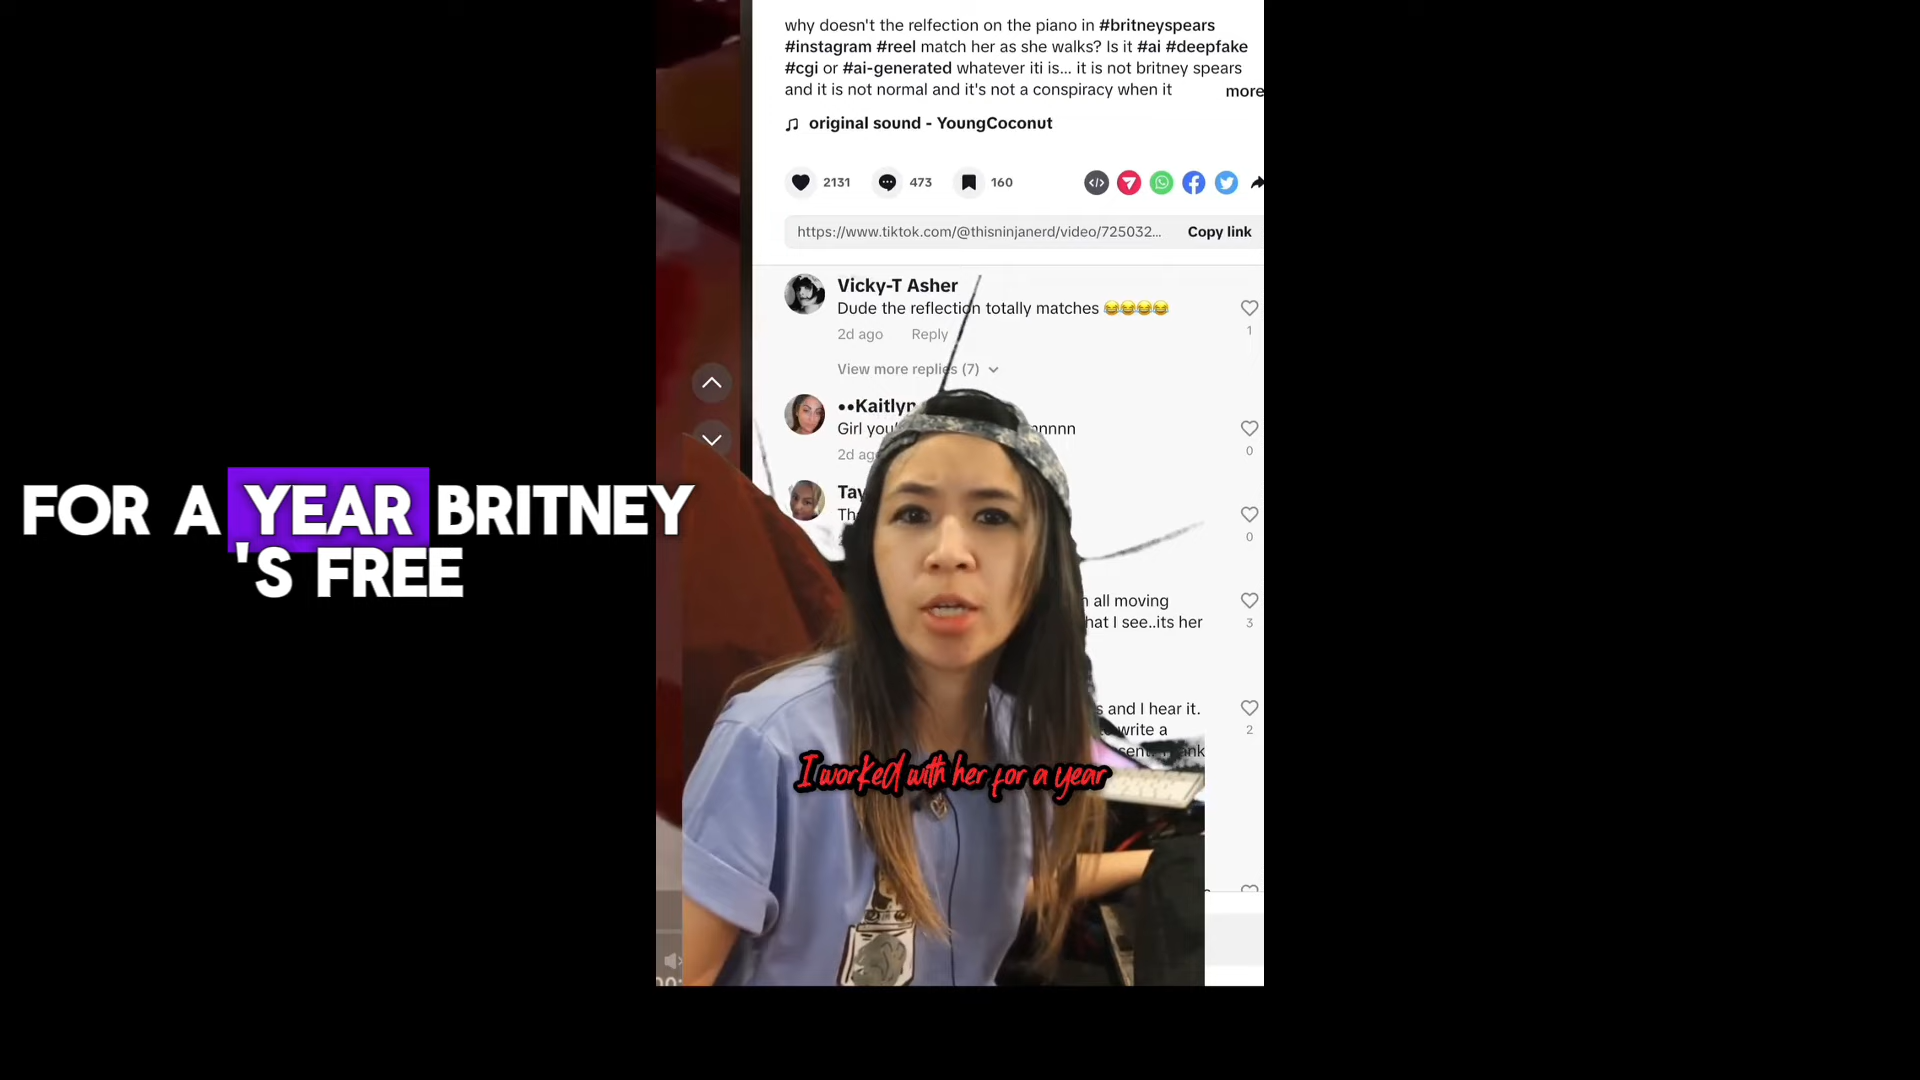 why doesn't the relfection on the piano in #britneyspears
#instagram #reel match her as she walks? Is it #ai #deepfake
#cgi or #ai-generated whatever iti is... it is not britney spears
and it is not normal and it's not a conspiracy when it more
original sound - YoungCoconut
2131 473 160
https://www.tiktok.com/@thisninjanerd/video/725032... Copy link
Vicky-T Asher
Dude the reflection totally matches 😂😂😂😂
1
2d ago Reply
View more replies (7)
••Kaitlyn
Girl you'
0
2d ago
FOR A YEAR BRITNEY
'S FREE
0
all moving
I see..its her
3
and I hear it.
write a
2
I worked with her for a year